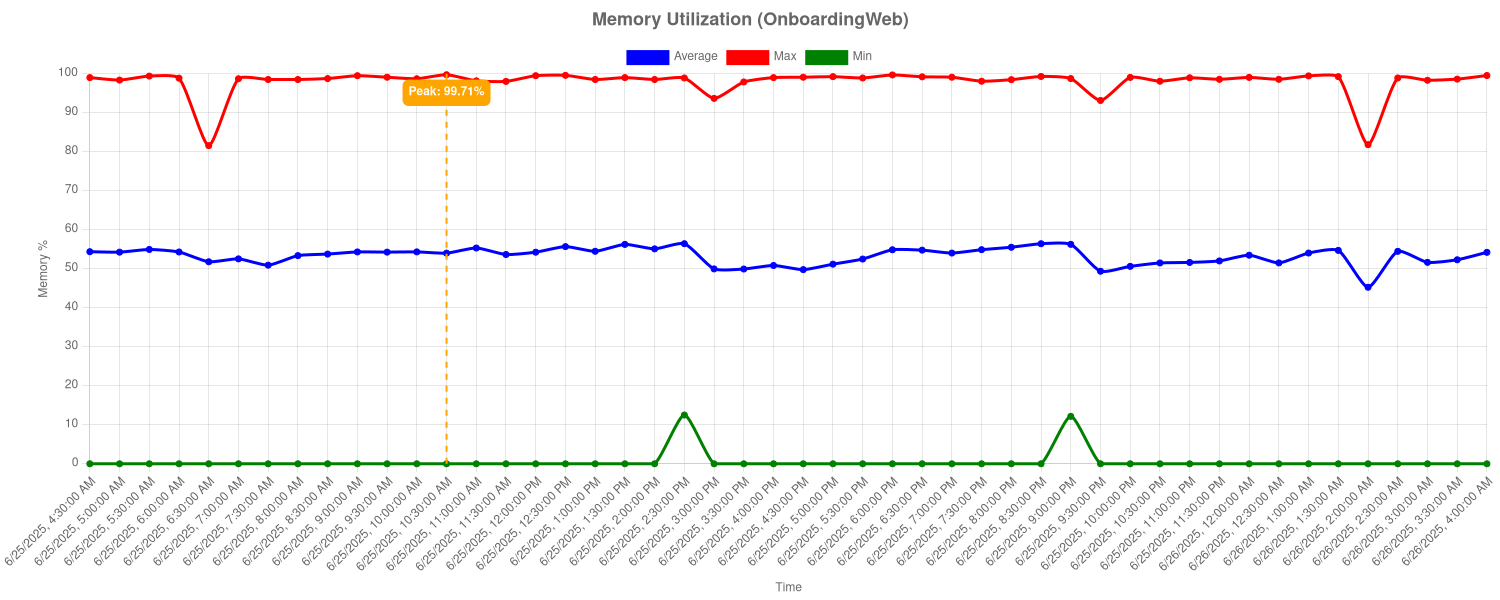 Memory Utilization (OnboardingWeb)
Average Max Min
100
90
80
70
60
50
40
30
20
10
0
Memory %
Peak: 99.71%
6/25/2025, 4:30:00 AM
6/25/2025, 5:00:00 AM
6/25/2025, 5:30:00 AM
6/25/2025, 6:00:00 AM
6/25/2025, 6:30:00 AM
6/25/2025, 7:00:00 AM
6/25/2025, 7:30:00 AM
6/25/2025, 8:00:00 AM
6/25/2025, 8:30:00 AM
6/25/2025, 9:00:00 AM
6/25/2025, 9:30:00 AM
6/25/2025, 10:00:00 AM
6/25/2025, 10:30:00 AM
6/25/2025, 11:00:00 AM
6/25/2025, 11:30:00 AM
6/25/2025, 12:00:00 PM
6/25/2025, 12:30:00 PM
6/25/2025, 1:00:00 PM
6/25/2025, 1:30:00 PM
6/25/2025, 2:00:00 PM
6/25/2025, 2:30:00 PM
6/25/2025, 3:00:00 PM
6/25/2025, 3:30:00 PM
6/25/2025, 4:00:00 PM
6/25/2025, 4:30:00 PM
6/25/2025, 5:00:00 PM
6/25/2025, 5:30:00 PM
6/25/2025, 6:00:00 PM
6/25/2025, 6:30:00 PM
6/25/2025, 7:00:00 PM
6/25/2025, 7:30:00 PM
6/25/2025, 8:00:00 PM
6/25/2025, 8:30:00 PM
6/25/2025, 9:00:00 PM
6/25/2025, 9:30:00 PM
6/25/2025, 10:00:00 PM
6/25/2025, 10:30:00 PM
6/25/2025, 11:00:00 PM
6/25/2025, 11:30:00 PM
6/26/2025, 12:00:00 AM
6/26/2025, 12:30:00 AM
6/26/2025, 1:00:00 AM
6/26/2025, 1:30:00 AM
6/26/2025, 2:00:00 AM
6/26/2025, 2:30:00 AM
6/26/2025, 3:00:00 AM
6/26/2025, 3:30:00 AM
6/26/2025, 4:00:00 AM
Time